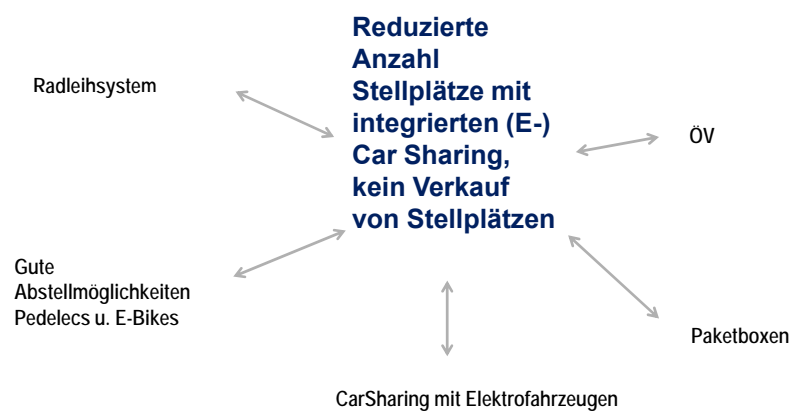 Reduzierte
Anzahl
Stellplätze mit
integrierten (E-)
Car Sharing,
kein Verkauf
von Stellplätzen
Radleihsystem
ÖV
Gute
Abstellmöglichkeiten
Pedelecs u. E-Bikes
Paketboxen
CarSharing mit Elektrofahrzeugen